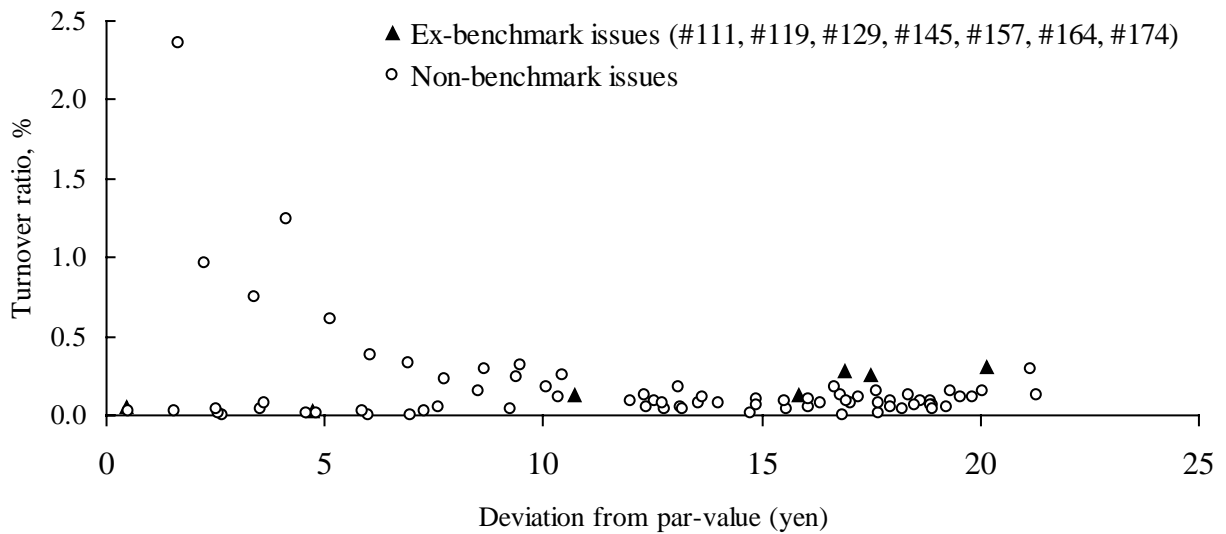 2.5
▲ Ex-benchmark issues (#111, #119, #129, #145, #157, #164, #174)
○ Non-benchmark issues
2.0
1.5
1.0
0.5
0.0
Turnover ratio, %
0 5 10 15 20 25
Deviation from par-value (yen)